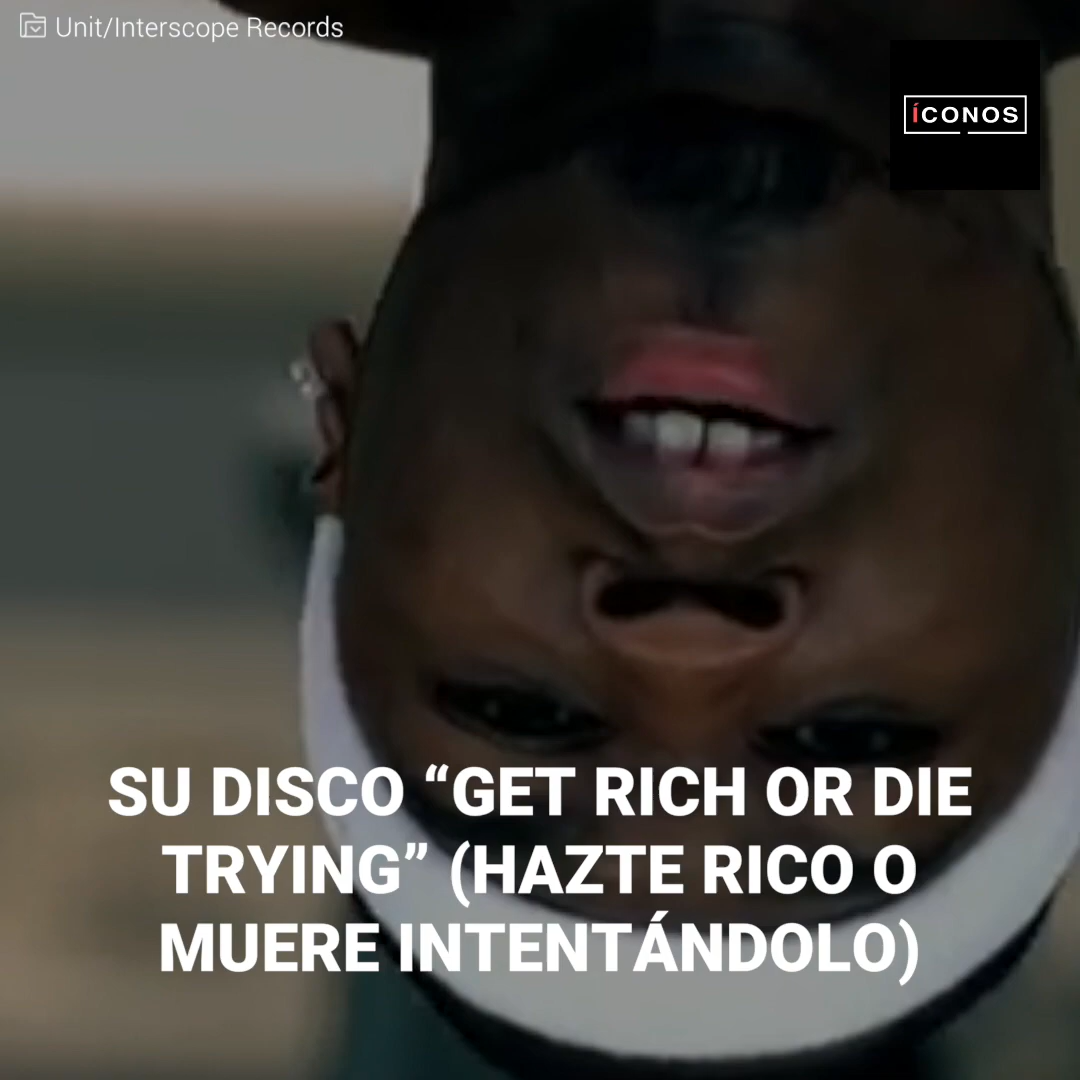 Unit/Interscope Records
ÍCONOS
SU DISCO “GET RICH OR DIE
TRYING” (HAZTE RICO O
MUERE INTENTÁNDOLO)